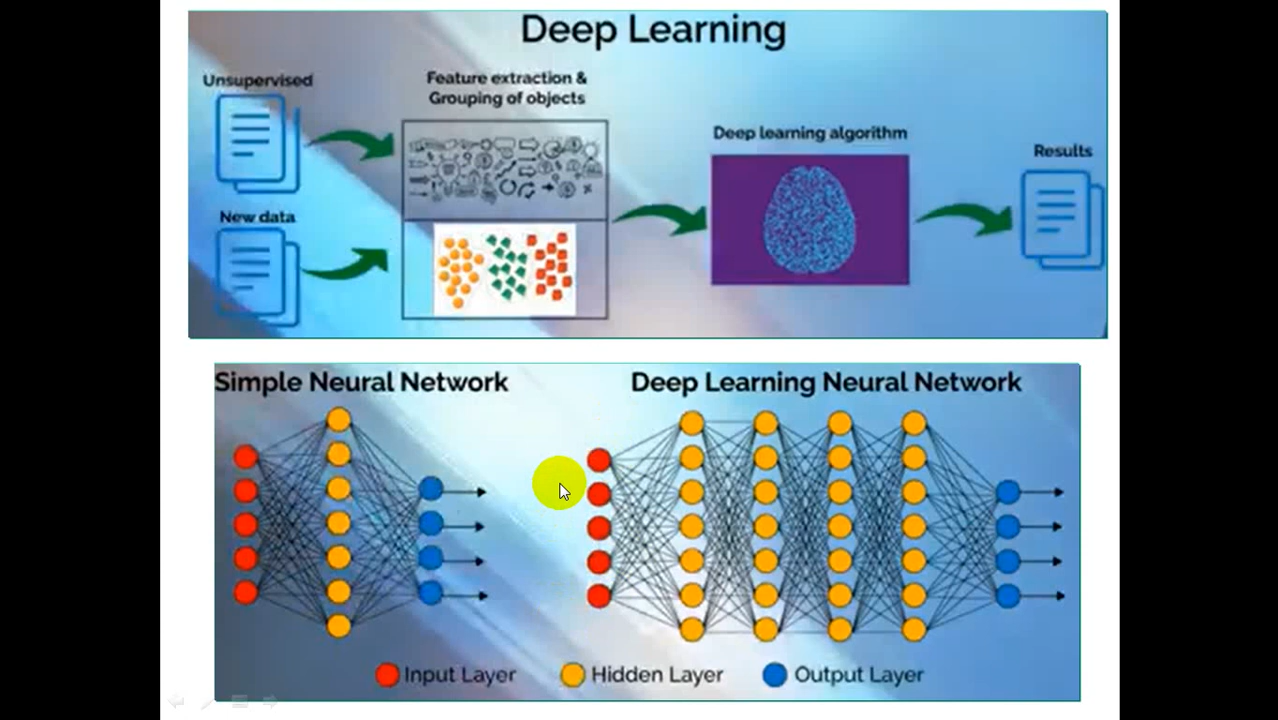 Deep Learning
Unsupervised
New data
Feature extraction &
Grouping of objects
Deep learning algorithm
Results
Simple Neural Network
Deep Learning Neural Network
Input Layer
Hidden Layer
Output Layer